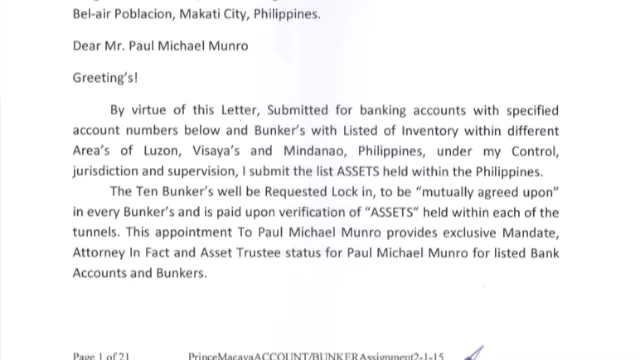 Bel-air Poblacion, Makati City, Philippines.
Dear Mr. Paul Michael Munro
Greeting's!
By virtue of this Letter, Submitted for banking accounts with specified
account numbers below and Bunker's with Listed of Inventory within different
Area's of Luzon, Visaya's and Mindanao, Philippines, under my Control,
jurisdiction and supervision, I submit the list ASSETS held within the Philippines.
The Ten Bunker's well be Requested Lock in, to be “mutually agreed upon”
in every Bunker's and is paid upon verification of “ASSETS” held within each of the
tunnels. This appointment To Paul Michael Munro provides exclusive Mandate,
Attorney In Fact and Asset Trustee status for Paul Michael Munro for listed Bank
Accounts and Bunkers.
Page 1 of 21 PrinceMacayaACCOUNT/BUNKERAssignment2-1-15